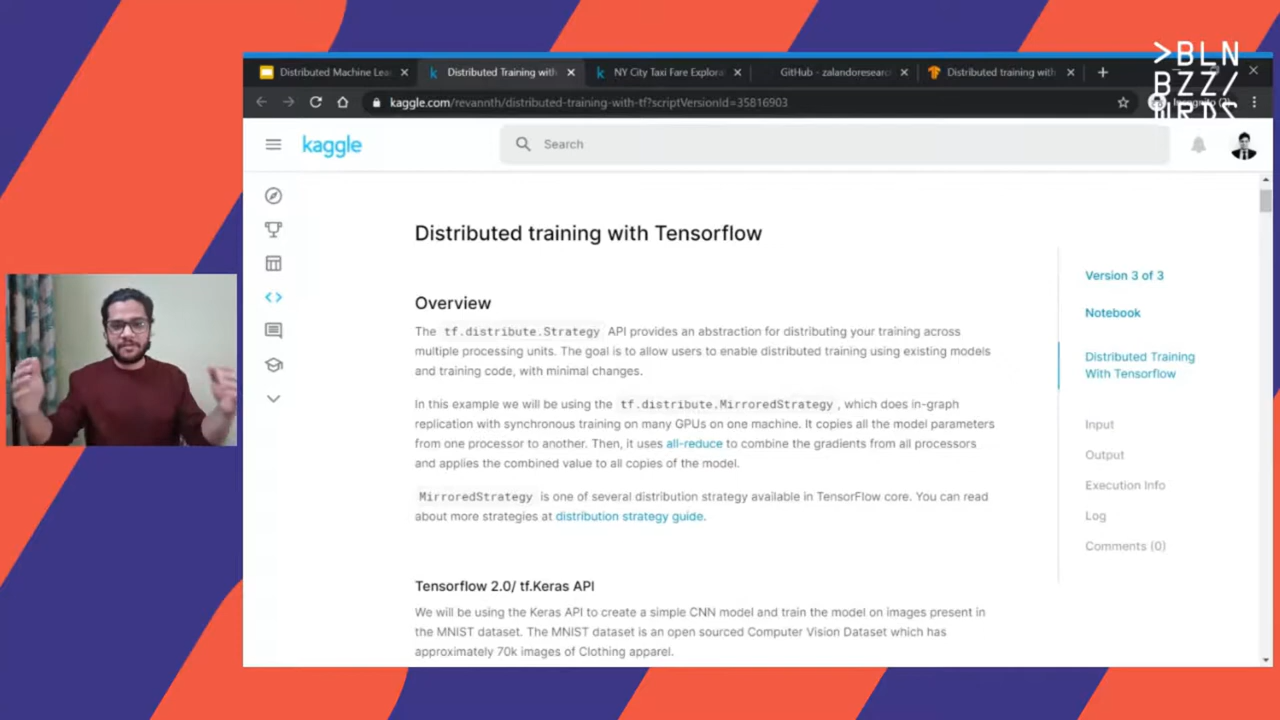 >BLN
BZZ/
WRDS
Distributed Machine Lea
Distributed Training with
NY City Taxi Fare Explora
GitHub - zalandoresearc
Distributed training with
kaggle.com/revannth/distributed-training-with-tf?scriptVersionId=35816903
kaggle
Search
Distributed training with Tensorflow
Overview
The tf.distribute.Strategy API provides an abstraction for distributing your training across
multiple processing units. The goal is to allow users to enable distributed training using existing models
and training code, with minimal changes.
In this example we will be using the tf.distribute.MirroredStrategy, which does in-graph
replication with synchronous training on many GPUs on one machine. It copies all the model parameters
from one processor to another. Then, it uses all-reduce to combine the gradients from all processors
and applies the combined value to all copies of the model.
MirroredStrategy is one of several distribution strategy available in TensorFlow core. You can read
about more strategies at distribution strategy guide.
Tensorflow 2.0/ tf.Keras API
We will be using the Keras API to create a simple CNN model and train the model on images present in
the MNIST dataset. The MNIST dataset is an open sourced Computer Vision Dataset which has
approximately 70k images of Clothing apparel.
Version 3 of 3
Notebook
Distributed Training
With Tensorflow
Input
Output
Execution Info
Log
Comments (0)